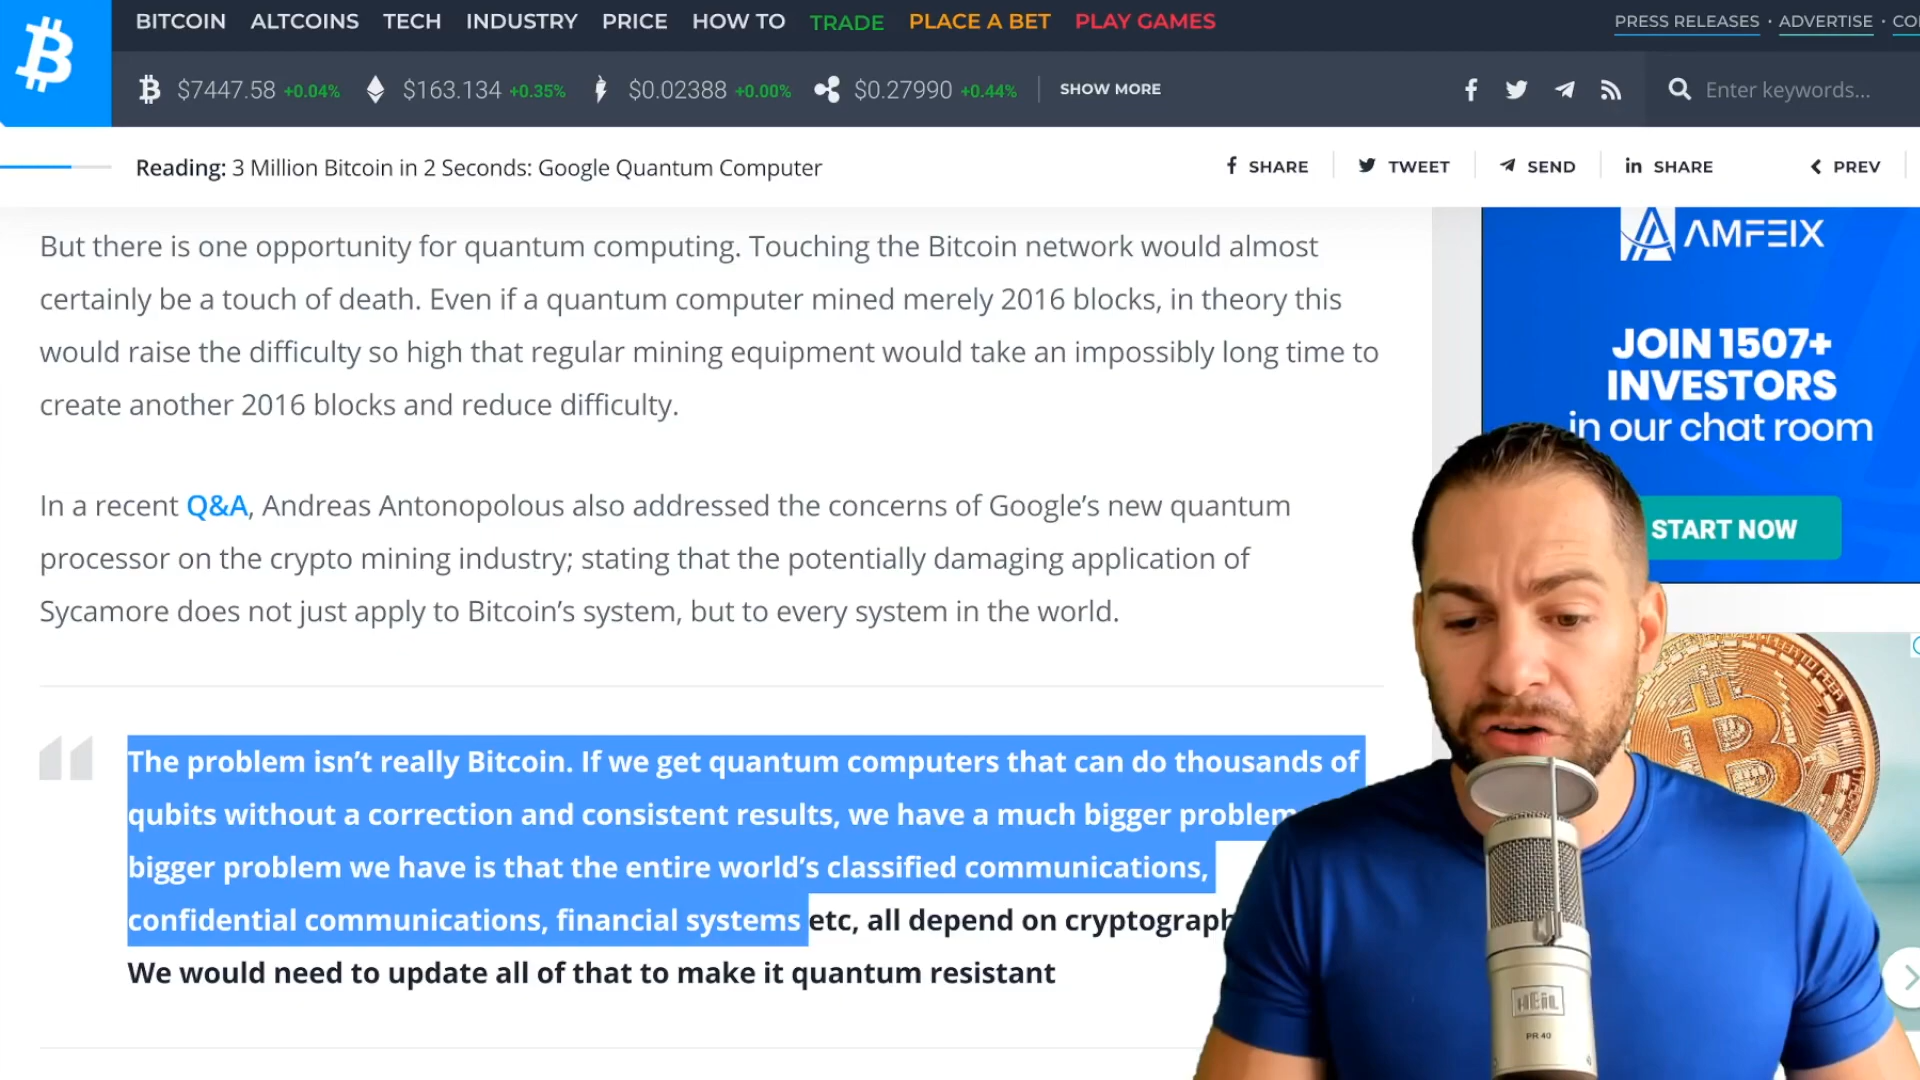 BITCOIN ALTCOINS TECH INDUSTRY PRICE HOW TO TRADE PLACE A BET PLAY GAMES PRESS RELEASES · ADVERTISE ·
$7447.58 +0.04% $163.134 +0.35% $0.02388 +0.00% $0.27990 +0.44% SHOW MORE Enter keywords...
Reading: 3 Million Bitcoin in 2 Seconds: Google Quantum Computer SHARE TWEET SEND SHARE PREV
But there is one opportunity for quantum computing. Touching the Bitcoin network would almost
certainly be a touch of death. Even if a quantum computer mined merely 2016 blocks, in theory this
would raise the difficulty so high that regular mining equipment would take an impossibly long time to
create another 2016 blocks and reduce difficulty.
In a recent Q&A, Andreas Antonopolous also addressed the concerns of Google’s new quantum
processor on the crypto mining industry; stating that the potentially damaging application of
Sycamore does not just apply to Bitcoin’s system, but to every system in the world.
The problem isn’t really Bitcoin. If we get quantum computers that can do thousands of
qubits without a correction and consistent results, we have a much bigger problem
bigger problem we have is that the entire world’s classified communications,
confidential communications, financial systems etc, all depend on
We would need to update all of that to make it quantum resistant
AMFEIX
JOIN 1507+
INVESTORS
in our chat room
START NOW
HEIL
PR 40